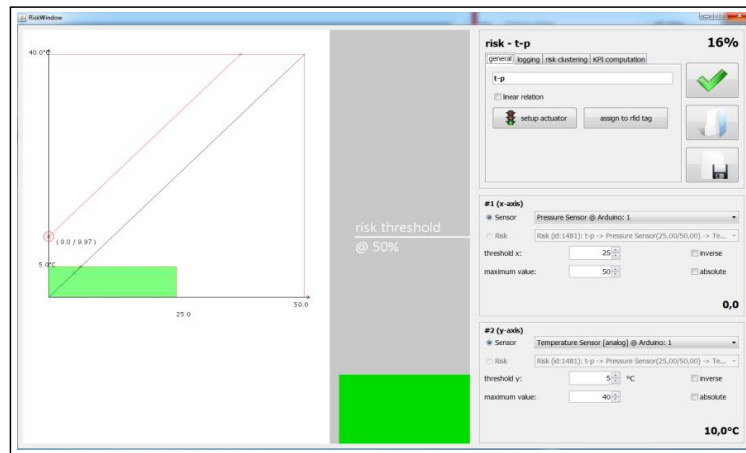 RiskWindow
40.0°C
( 0.0 / 9.97 )
5.0°C
50.0
25.0
risk threshold
@ 50%
risk - t-p
16%
general
logging
risk clustering
KPI computation
t-p
linear relation
setup actuator
assign to rfid tag
#1 (x-axis)
Sensor
Pressure Sensor @ Arduino: 1
Risk
Risk (id:1481): t-p -> Pressure Sensor(25,00/50,00) -> Te...
threshold x:
25
inverse
maximum value:
50
absolute
0,0
#2 (y-axis)
Sensor
Temperature Sensor [analog] @ Arduino: 1
Risk
Risk (id:1481): t-p -> Pressure Sensor(25,00/50,00) -> Te...
threshold y:
5
°C
inverse
maximum value:
40
absolute
10,0°C